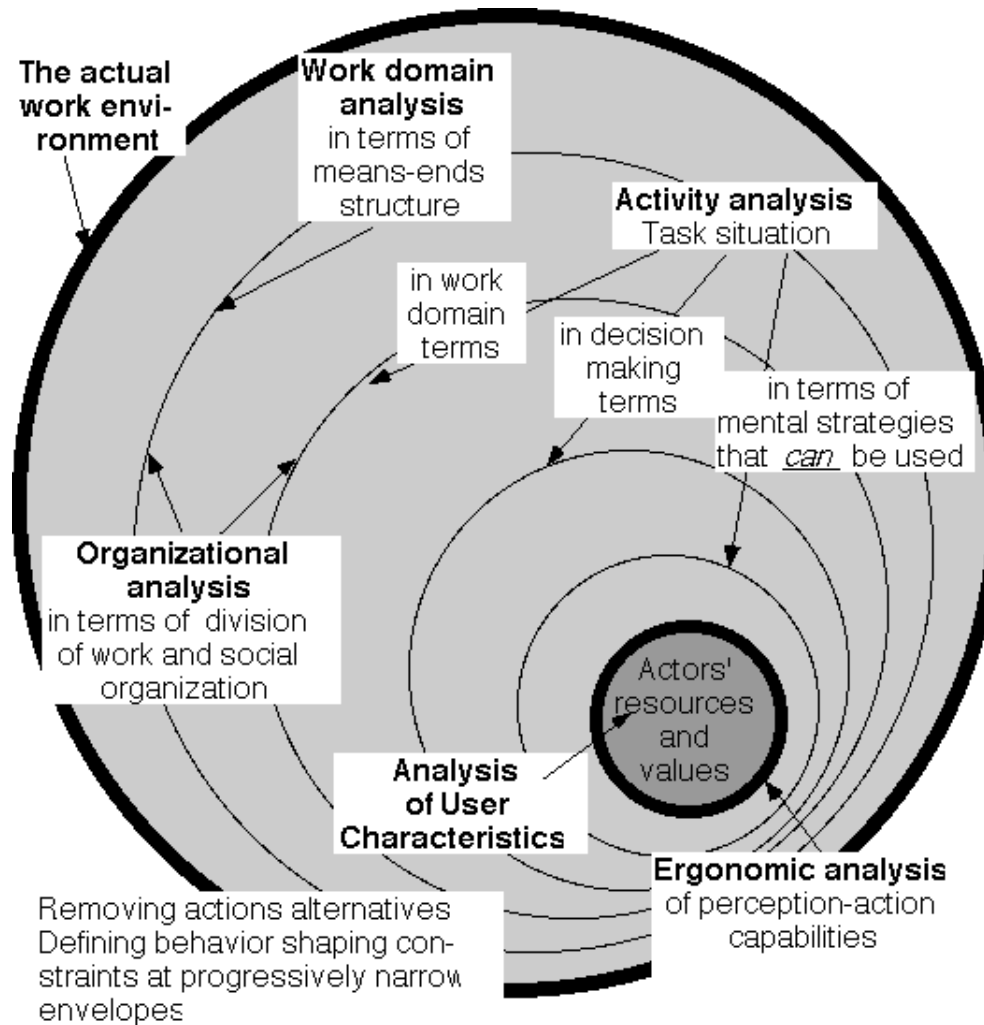 The actual
work envi-
ronment
Work domain
analysis
in terms of
means-ends
structure
Activity analysis
Task situation
in work
domain
terms
in decision
making
terms
in terms of
mental strategies
that can be used
Organizational
analysis
in terms of division
of work and social
organization
Actors'
resources
and
values
Analysis
of User
Characteristics
Ergonomic analysis
of perception-action
capabilities
Removing actions alternatives
Defining behavior shaping con-
straints at progressively narrow
envelopes